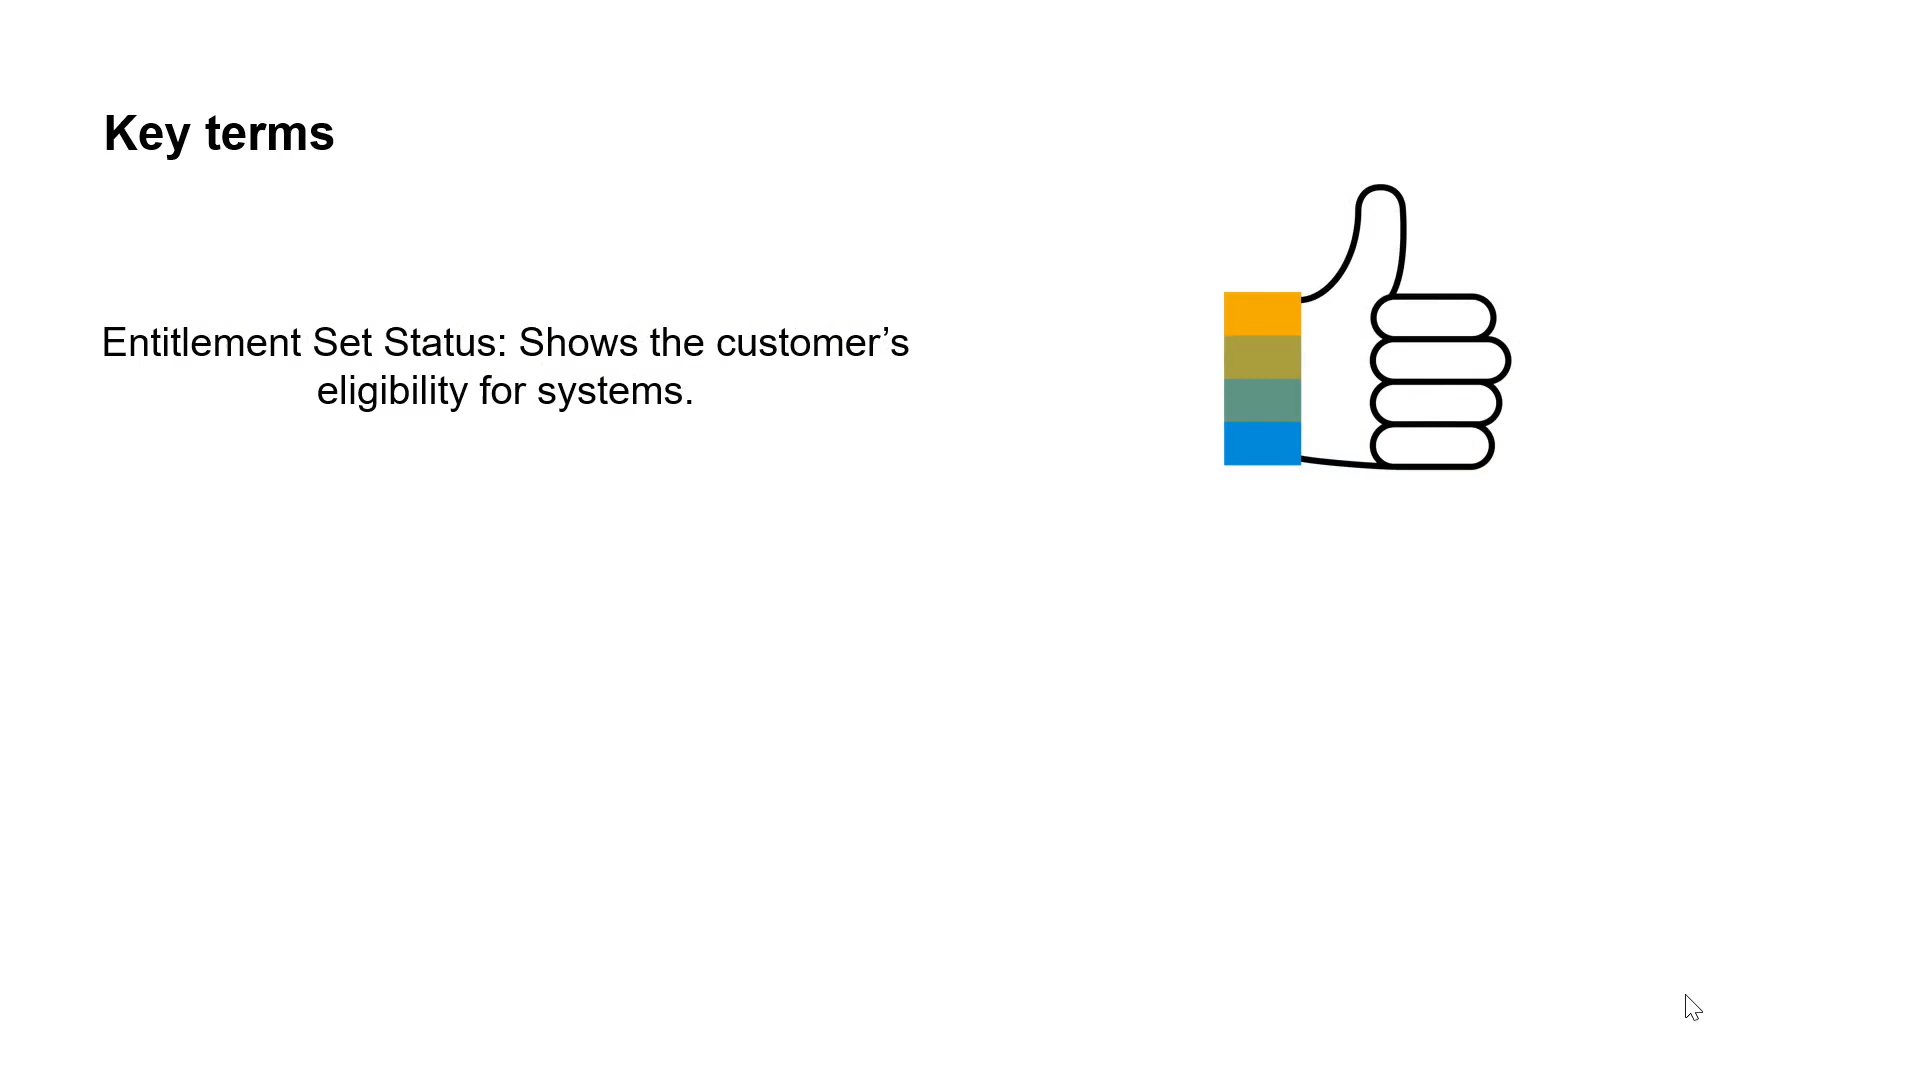 Key terms
Entitlement Set Status: Shows the customer’s
eligibility for systems.